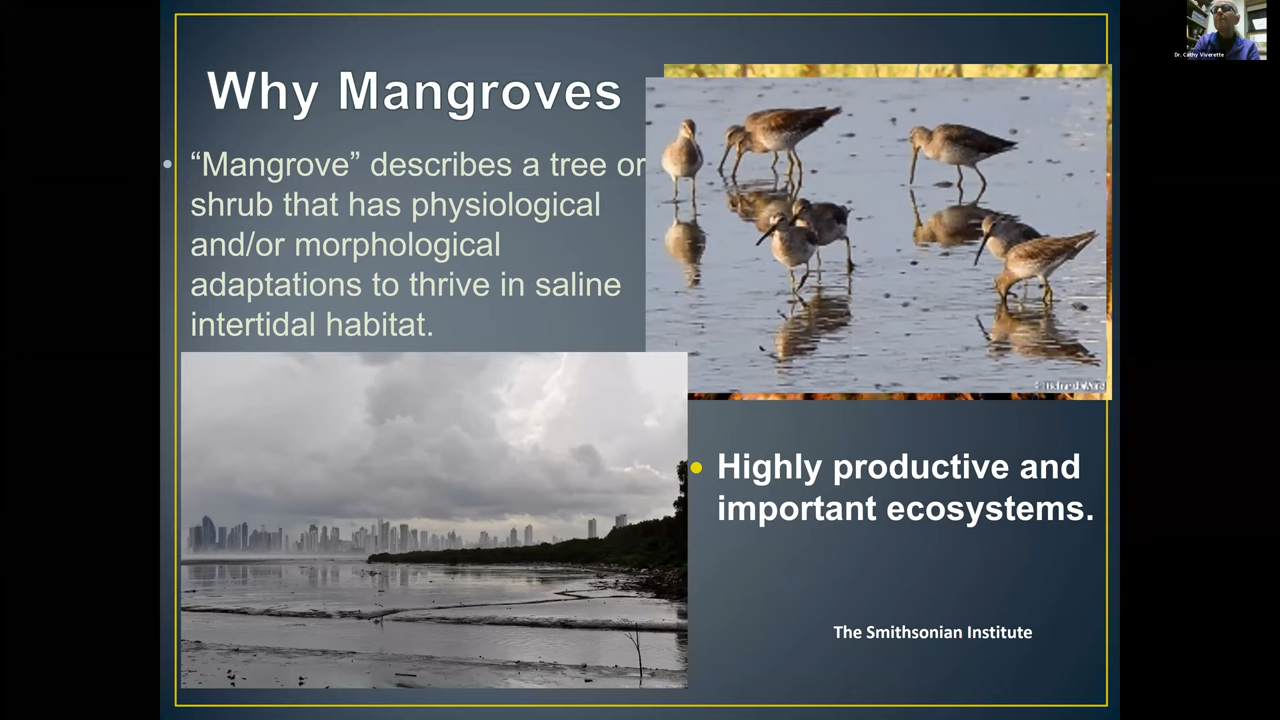 Dr. Cathy Viverette
Why Mangroves
• “Mangrove” describes a tree or
shrub that has physiological
and/or morphological
adaptations to thrive in saline
intertidal habitat.
• Highly productive and
important ecosystems.
The Smithsonian Institute